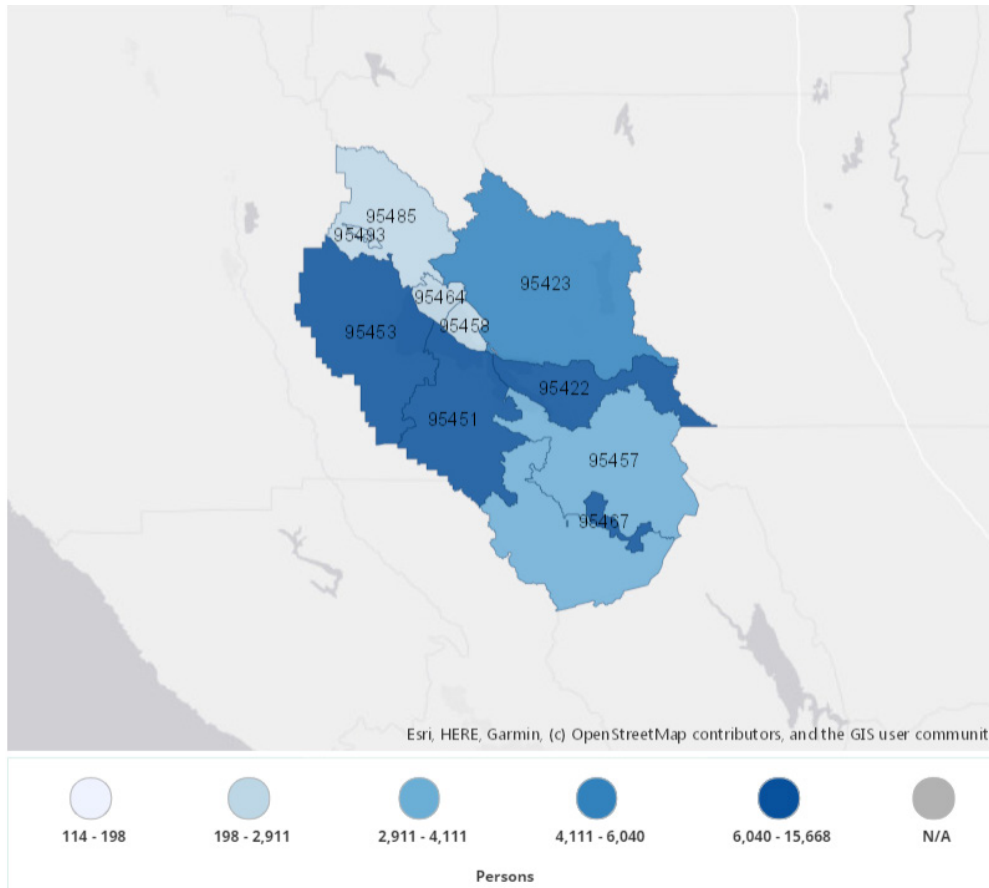 95485
95493
95423
95464
95458
95453
95422
95451
95457
95467
Esri, HERE, Garmin, (c) OpenStreetMap contributors, and the GIS user communit
114 - 198
198 - 2,911
2,911 - 4,111
4,111 - 6,040
6,040 - 15,668
N/A
Persons